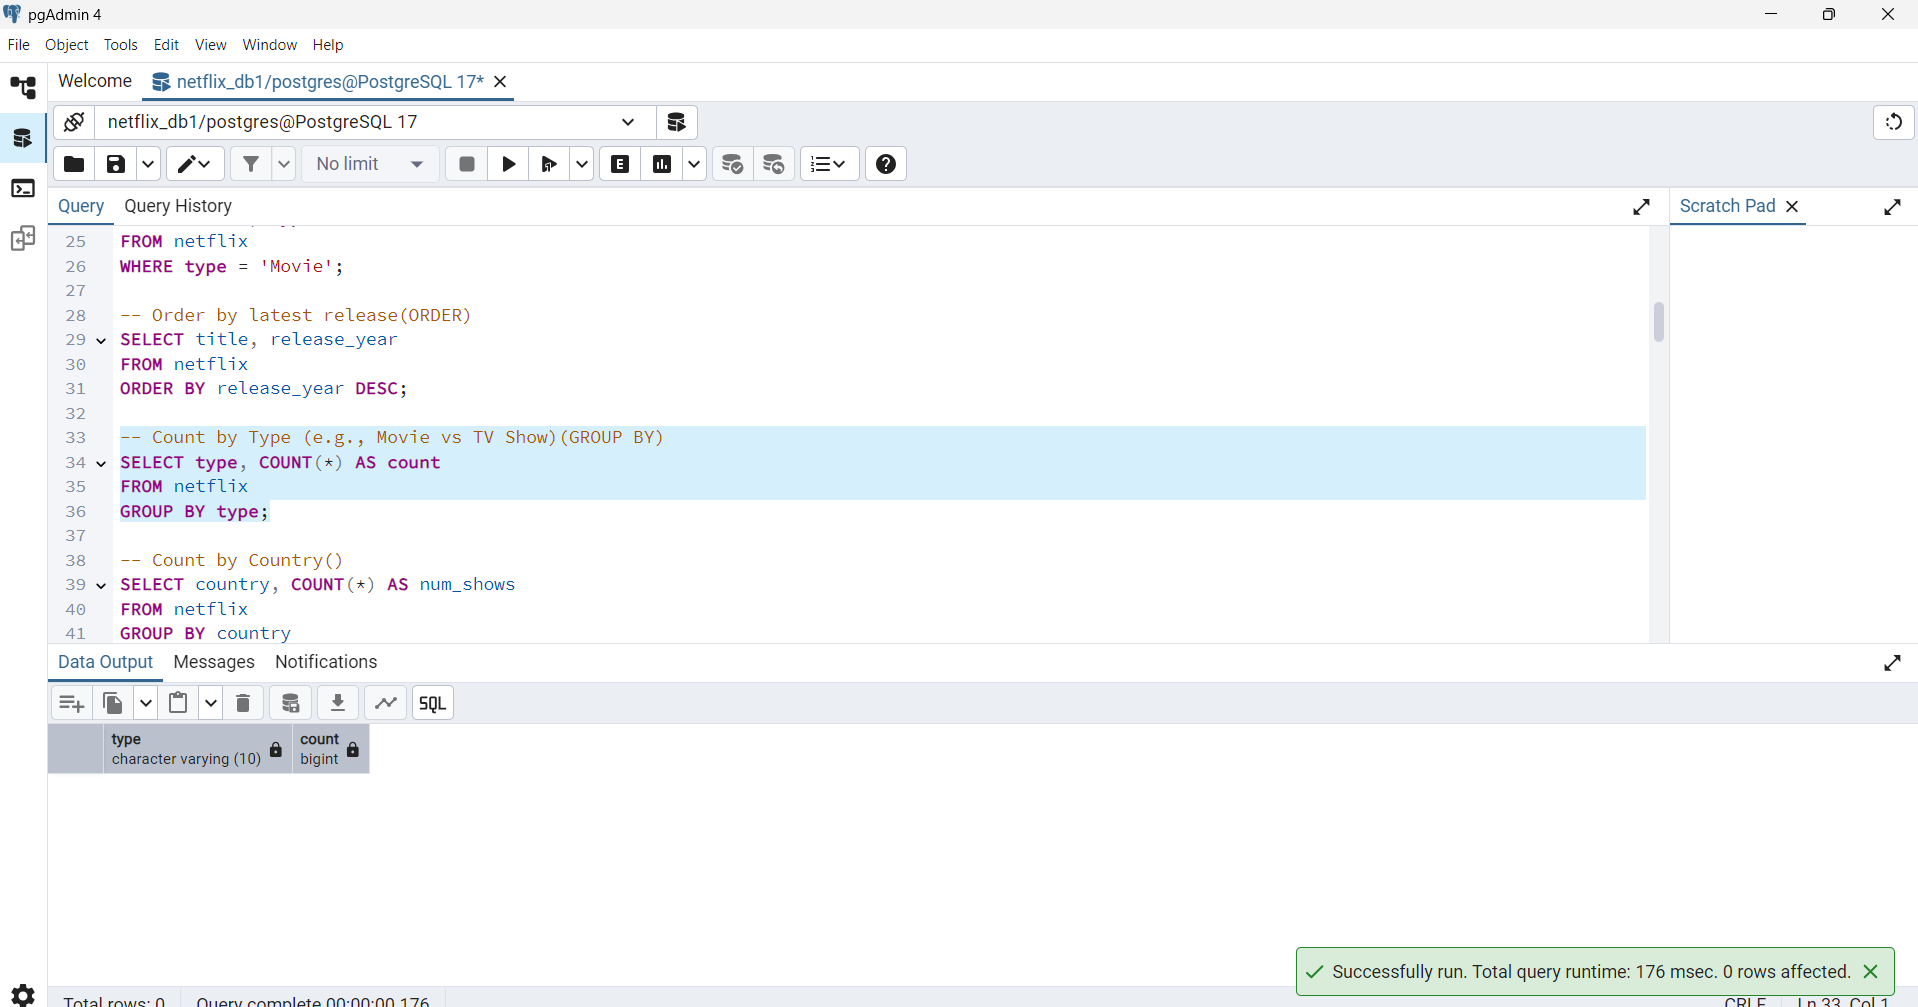 pgAdmin 4
File Object Tools Edit View Window Help
Welcome netflix_db1/postgres@PostgreSQL 17*
netflix_db1/postgres@PostgreSQL 17
No limit
E
Query Query History
Scratch Pad
25 FROM netflix
26 WHERE type = 'Movie';
27
28 -- Order by latest release(ORDER)
29 SELECT title, release_year
30 FROM netflix
31 ORDER BY release_year DESC;
32
33 -- Count by Type (e.g., Movie vs TV Show)(GROUP BY)
34 SELECT type, COUNT(*) AS count
35 FROM netflix
36 GROUP BY type;
37
38 -- Count by Country()
39 SELECT country, COUNT(*) AS num_shows
40 FROM netflix
41 GROUP BY country
Data Output Messages Notifications
SQL
type count
character varying (10) bigint
Successfully run. Total query runtime: 176 msec. 0 rows affected.
Total rows: 0 Query complete 00:00:00.176 CRLF Ln 33, Col 1